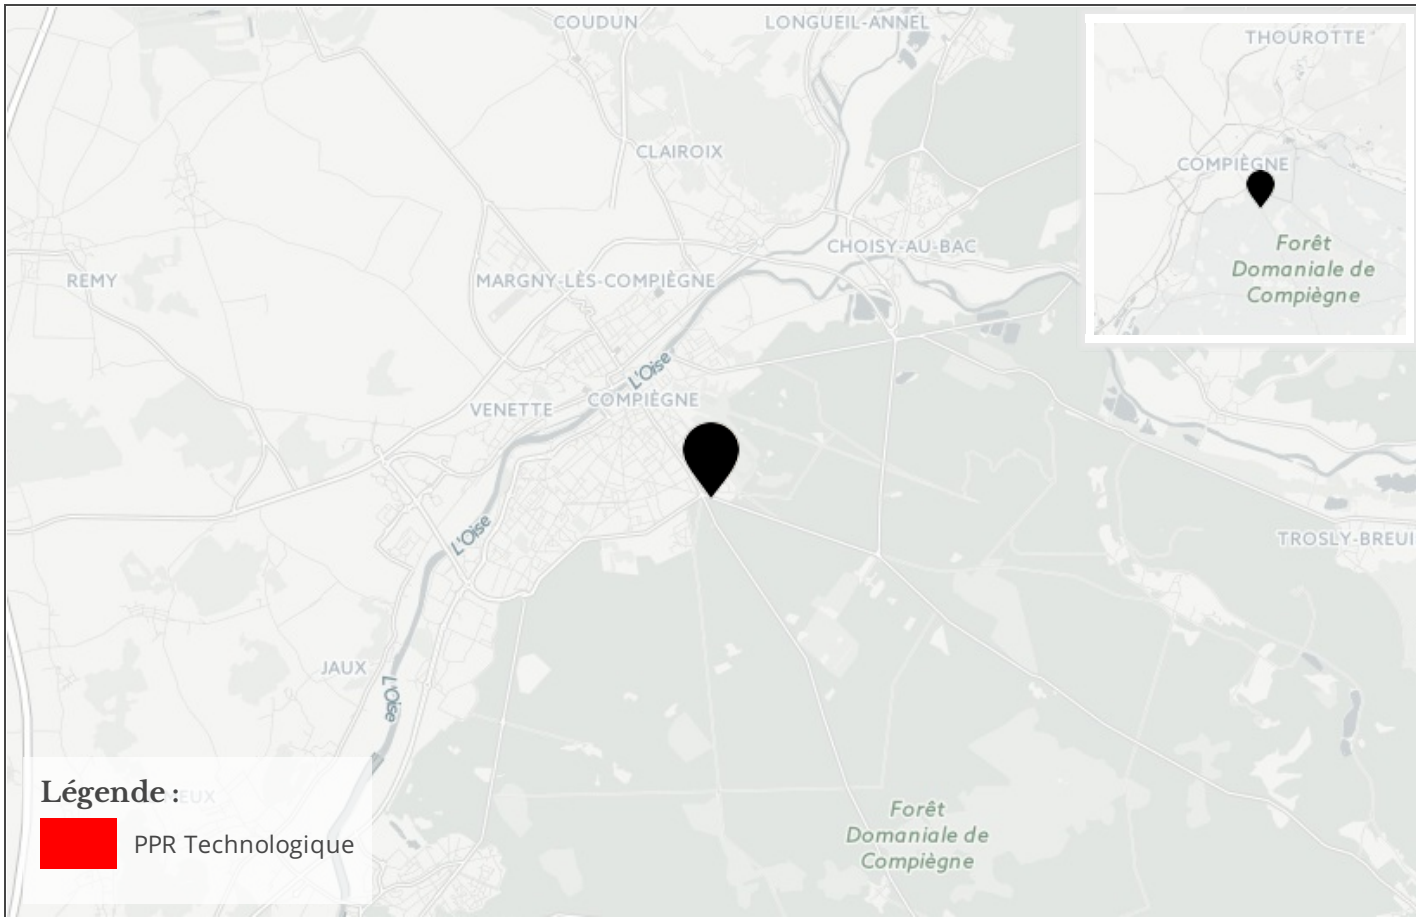 COUDUN
LONGUEIL-ANNEL
THOUROTTE
CLAIROIX
COMPIÈGNE
CHOISY-AU-BAC
Forêt
Domaniale de
Compiègne
REMY
MARGNY-LÈS-COMPIÈGNE
L'Oise
VENETTE
COMPIÈGNE
L'Oise
TROSLY-BREUI
JAUX
L'Oise
Légende :
EUX
PPR Technologique
Forêt
Domaniale de
Compiègne